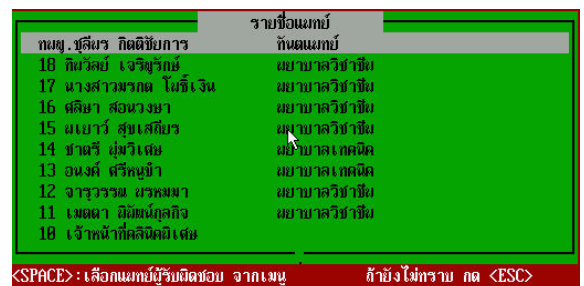 รายชื่อแพทย์
ทพญ.ชุลีพร กิตติชัยการ ทันตแพทย์
18 ทิมวัลย์ เจริญรักษ์ พยาบาลวิชาชีพ
17 นางสาวมรกต โพธิ์เงิน พยาบาลวิชาชีพ
16 ศลิษา สอนวงษา พยาบาลวิชาชีพ
15 ผเยาว์ สุขเสถียร พยาบาลวิชาชีพ
14 ชาตรี พุ่มวิเศษ พยาบาลเทคนิค
13 อนงค์ ศรีหนูขำ พยาบาลเทคนิค
12 จารุวรรณ พรหมมา พยาบาลวิชาชีพ
11 เมตตา พิพัฒน์กุลกิจ พยาบาลวิชาชีพ
10 เจ้าหน้าที่คลินิคพิเศษ
<SPACE>:เลือกแพทย์ผู้รับผิดชอบ จากเมนู ถ้ายังไม่ทราบ กด <ESC>